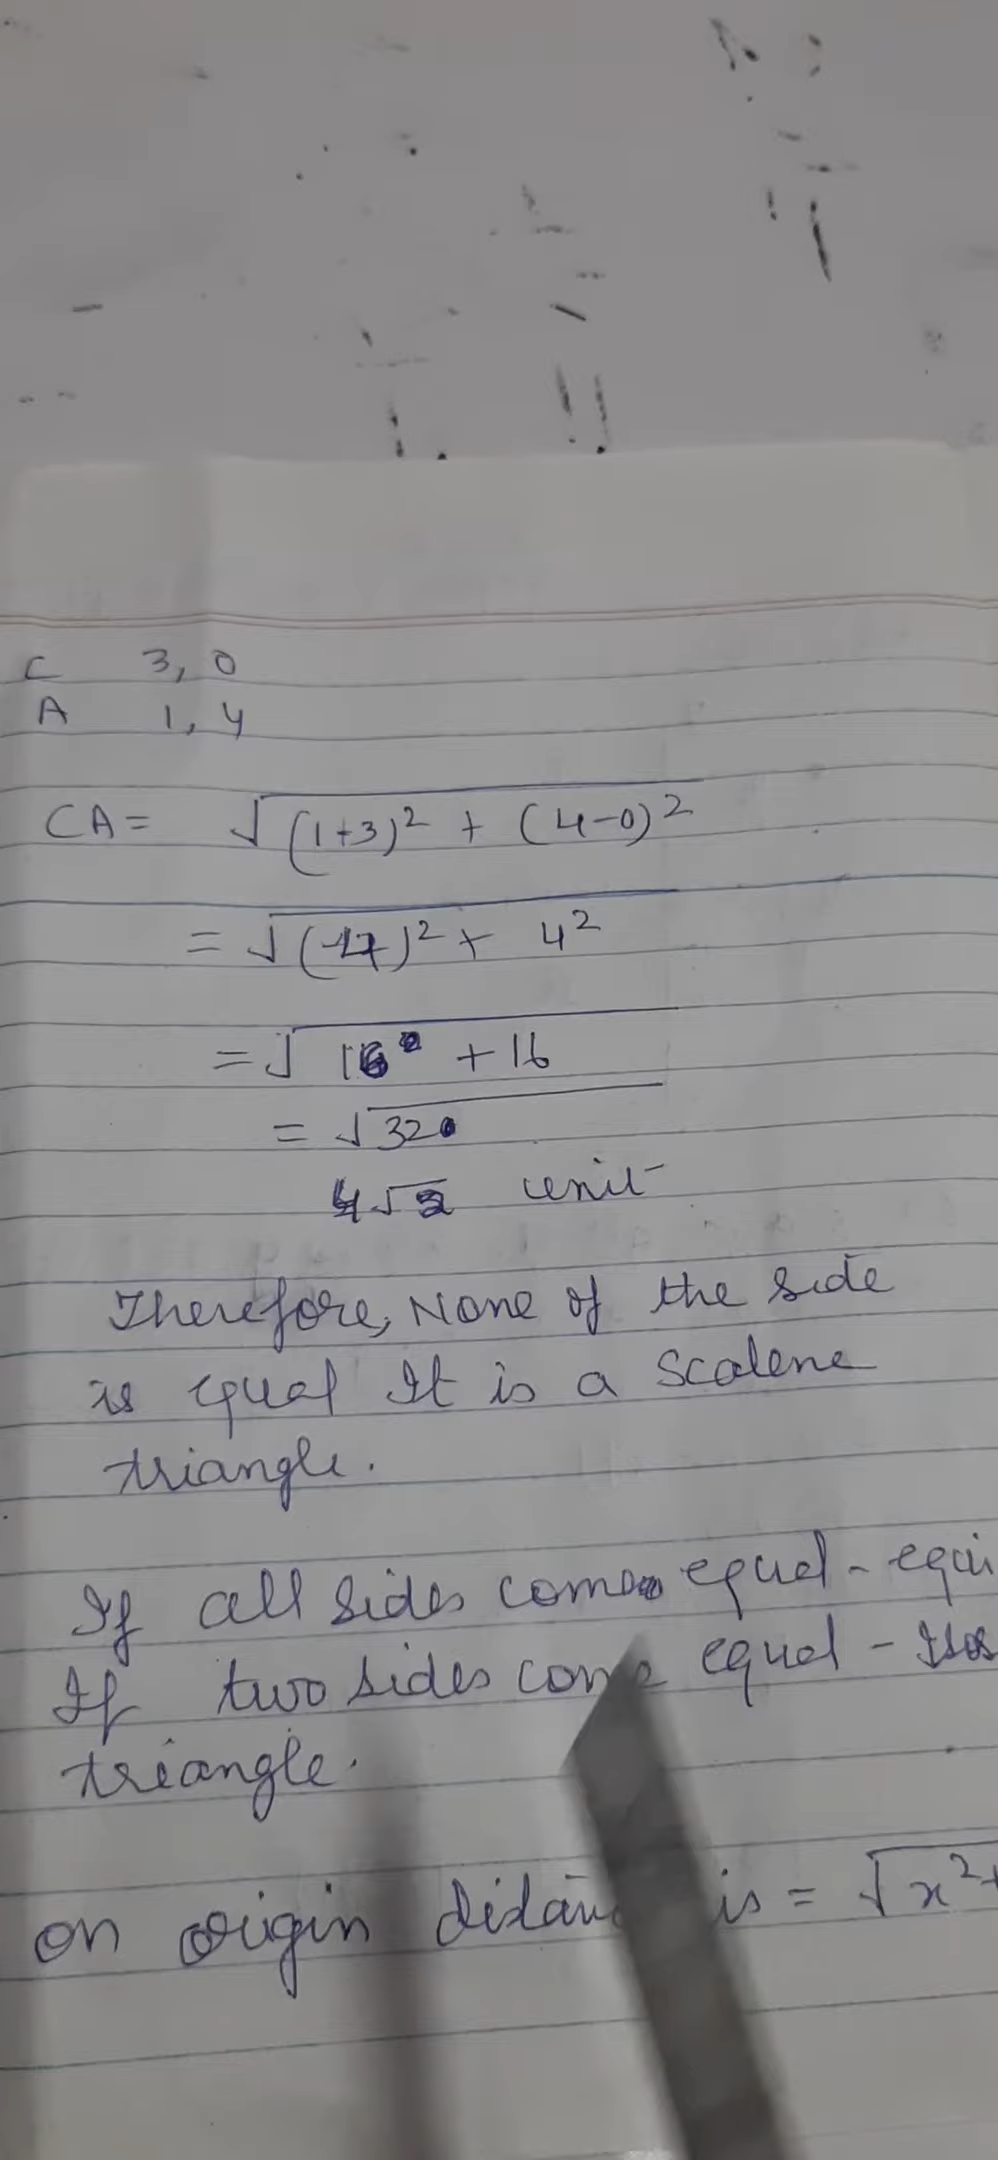 C 3, 0
A 1, 4
CA = √(1+3)² + (4-0)²
= √( )² + 4²
= √16 + 16
= √32
4√2 unit
Therefore, None of the side
is equal It is a scalene
triangle.
If all sides come equal - equi
If two sides come equal - Isos
triangle.
on origin is = √x²+